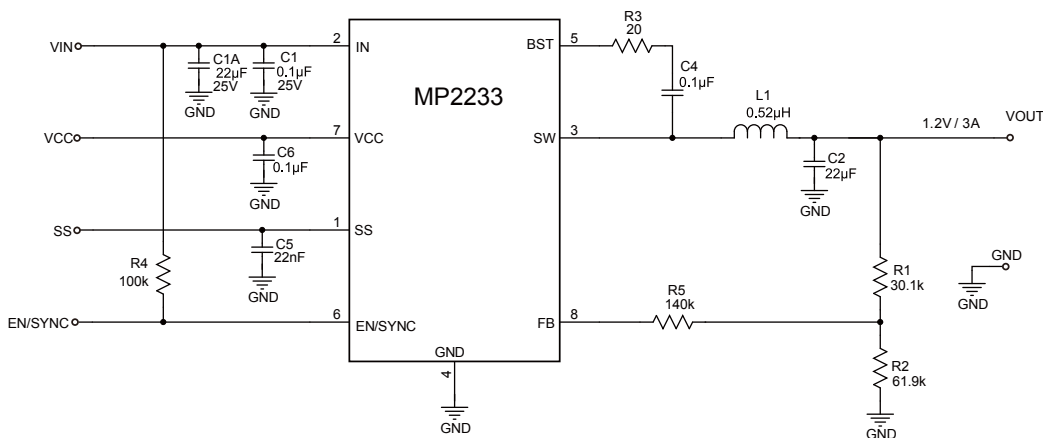 R3
20
VIN
2
IN
BST
5
C1A
22µF
25V
C1
0.1µF
25V
C4
0.1µF
GND
GND
MP2233
L1
0.52µH
VCC
7
VCC
SW
3
1.2V / 3A
VOUT
C6
0.1µF
C2
22µF
GND
GND
SS
1
SS
C5
22nF
GND
R4
100k
R5
140k
R1
30.1k
GND
GND
EN/SYNC
6
EN/SYNC
FB
8
GND
4
R2
61.9k
GND
GND